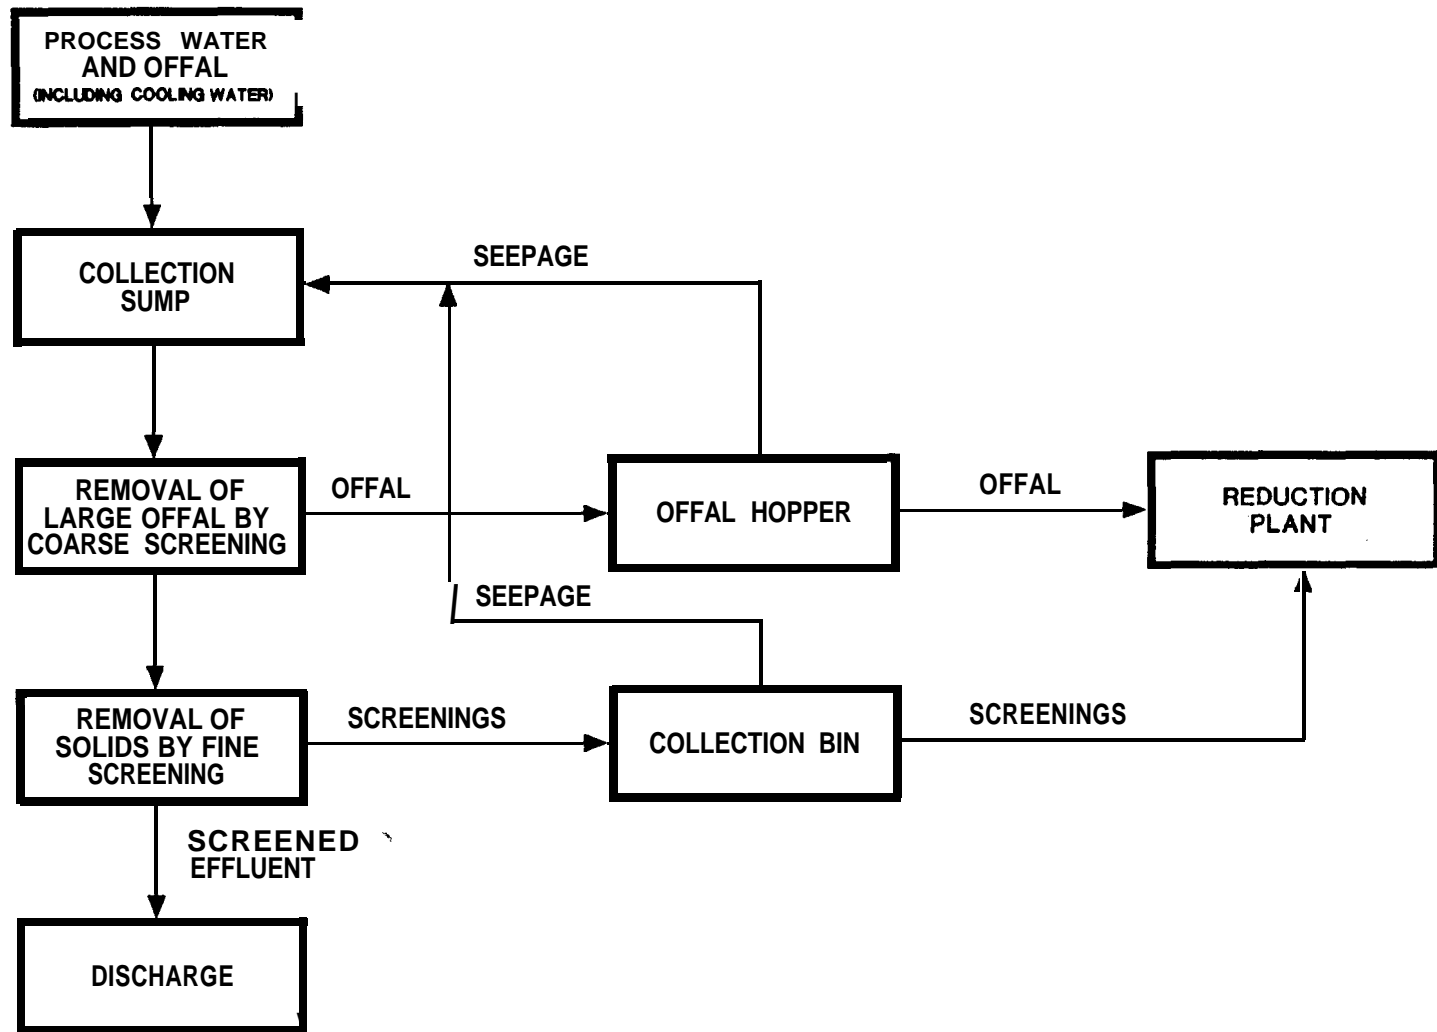 PROCESS WATER
AND OFFAL
(INCLUDING COOLING WATER)
COLLECTION
SUMP
SEEPAGE
REMOVAL OF
LARGE OFFAL BY
COARSE SCREENING
OFFAL
OFFAL HOPPER
OFFAL
REDUCTION
PLANT
SEEPAGE
REMOVAL OF
SOLIDS BY FINE
SCREENING
SCREENINGS
COLLECTION BIN
SCREENINGS
SCREENED
EFFLUENT
DISCHARGE